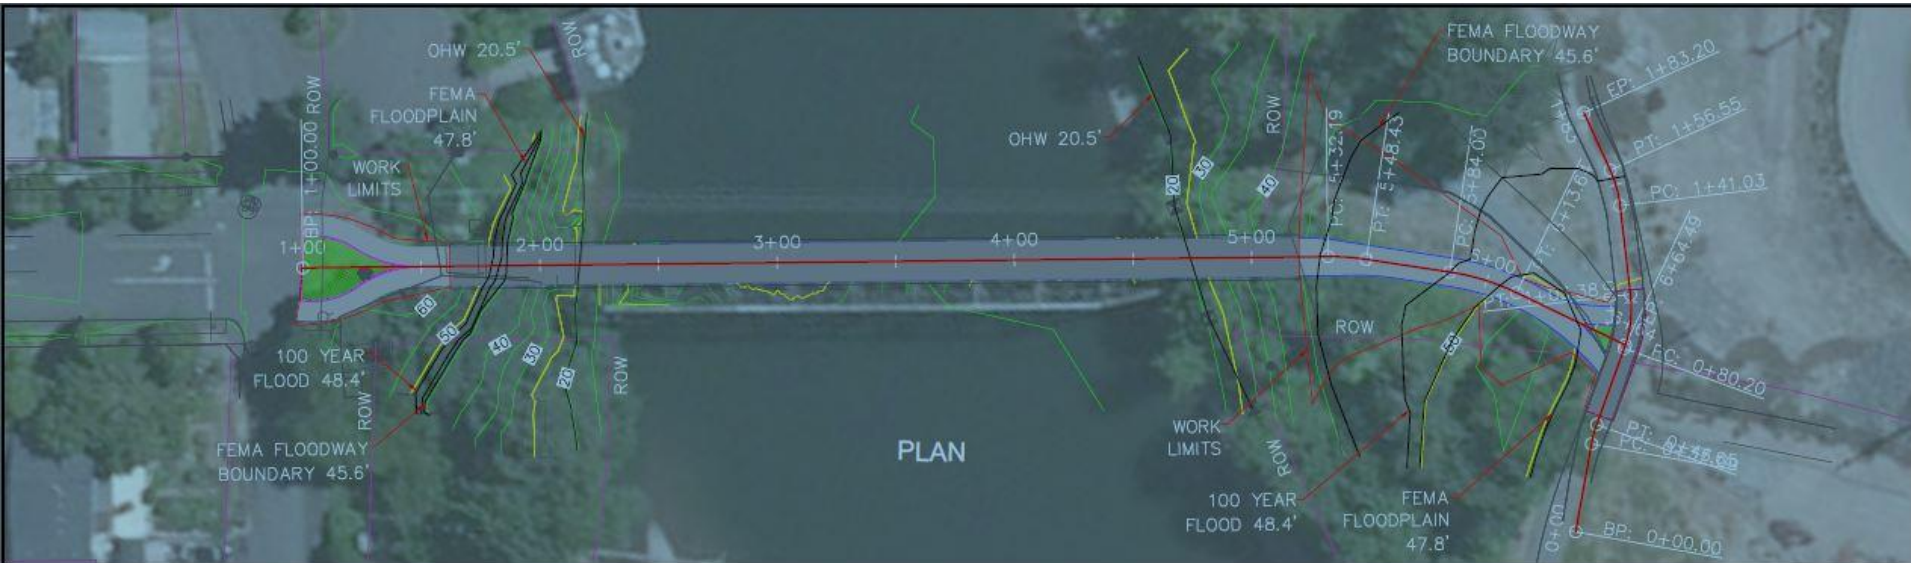 OHW 20.5'
ROW
FEMA
FLOODPLAIN
47.8'
WORK
LIMITS
BP: 1+00.00 ROW
1+00
2+00
3+00
4+00
5+00
6+00
60
50
40
30
20
100 YEAR
FLOOD 48.4'
ROW
FEMA FLOODWAY
BOUNDARY 45.6'
ROW
PLAN
OHW 20.5'
20
30
40
ROW
FEMA FLOODWAY
BOUNDARY 45.6'
PC: 5+32.19
PT: 5+48.43
PC: 5+84.00
EP: 1+83.20
PT: 1+56.55
PC: 1+41.03
6+64.49
ROW
50
WORK
LIMITS
ROW
100 YEAR
FLOOD 48.4'
FEMA
FLOODPLAIN
47.8'
PC: 0+80.20
BP: 0+00.00
0+00